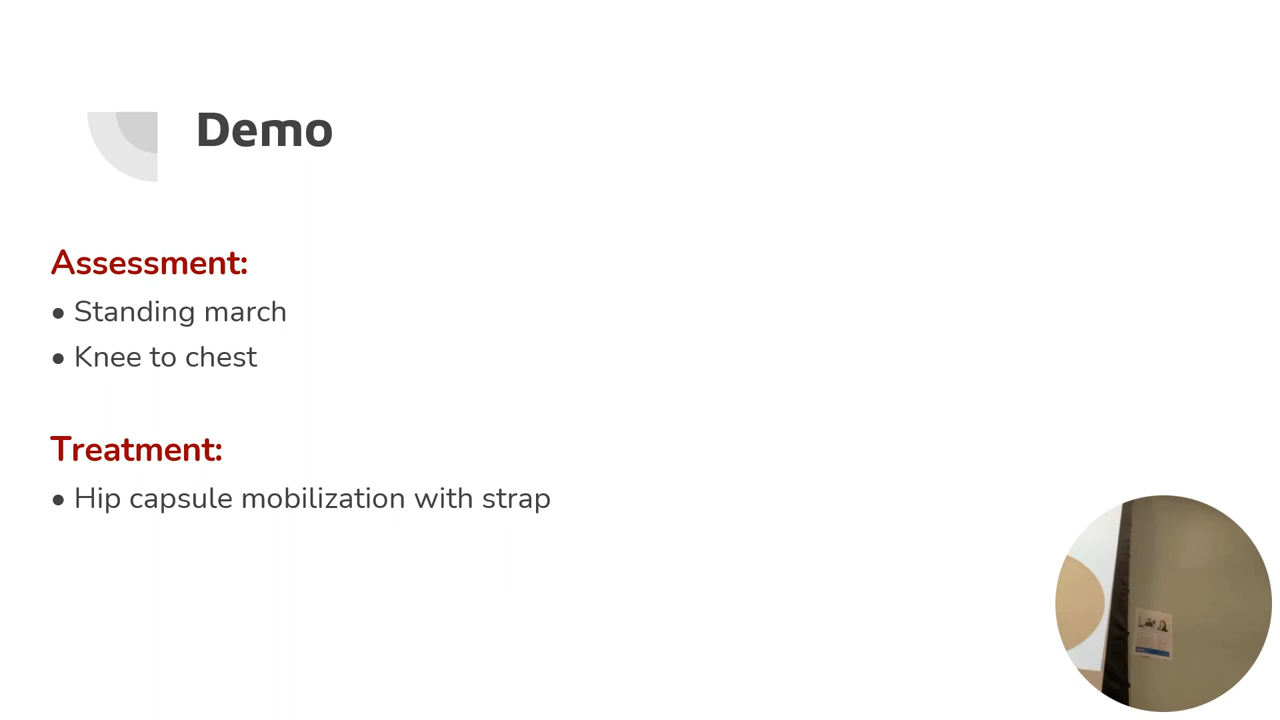 Demo
Assessment:
• Standing march
• Knee to chest
Treatment:
• Hip capsule mobilization with strap